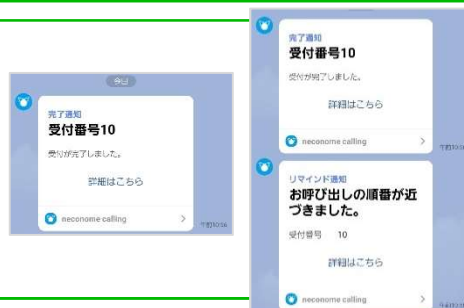 今日
完了通知
受付番号10
受付が完了しました。
詳細はこちら
neconome calling
完了通知
受付番号10
受付が完了しました。
詳細はこちら
neconome calling
リマインド通知
お呼び出しの順番が近
づきました。
受付番号 10
詳細はこちら
neconome calling